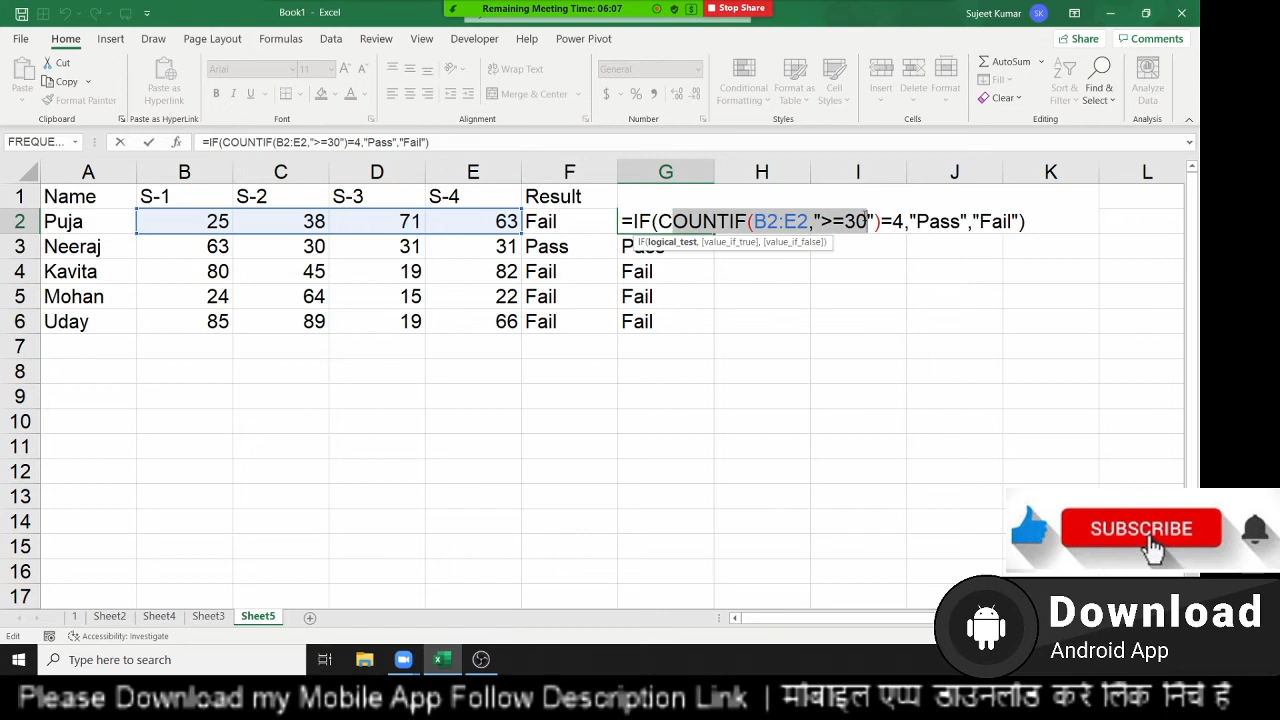 Book1 - Excel
Remaining Meeting Time: 06:07
Stop Share
Sujeet Kumar
SK
File Home Insert Draw Page Layout Formulas Data Review View Developer Help Power Pivot
Share
Comments
Paste
Cut
Copy
Format Painter
Clipboard
Paste as Hyperlink
Paste as HyperLink
Arial
11
B I U
Font
Wrap Text
Merge & Center
Alignment
General
$ % ,
Number
Conditional Formatting
Format as Table
Cell Styles
Styles
Insert Delete Format
Cells
AutoSum
Fill
Clear
Sort & Filter
Find & Select
Editing
Analyze Data
Analysis
FREQUE...
fx
=IF(COUNTIF(B2:E2,">=30")=4,"Pass","Fail")
A B C D E F G H I J K L
1 Name S-1 S-2 S-3 S-4 Result
2 Puja 25 38 71 63 Fail =IF(COUNTIF(B2:E2,">=30")=4,"Pass","Fail")
IF(logical_test, [value_if_true], [value_if_false])
3 Neeraj 63 30 31 31 Pass Pass
4 Kavita 80 45 19 82 Fail Fail
5 Mohan 24 64 15 22 Fail Fail
6 Uday 85 89 19 66 Fail Fail
7
8
9
10
11
12
13
14
15
16
17
SUBSCRIBE
1 Sheet2 Sheet4 Sheet3 Sheet5
Edit
Accessibility: Investigate
Download
Android App
Type here to search
Please Download my Mobile App Follow Description Link | मोबाइल एप्प डाउनलोड करे लिंक निचे है